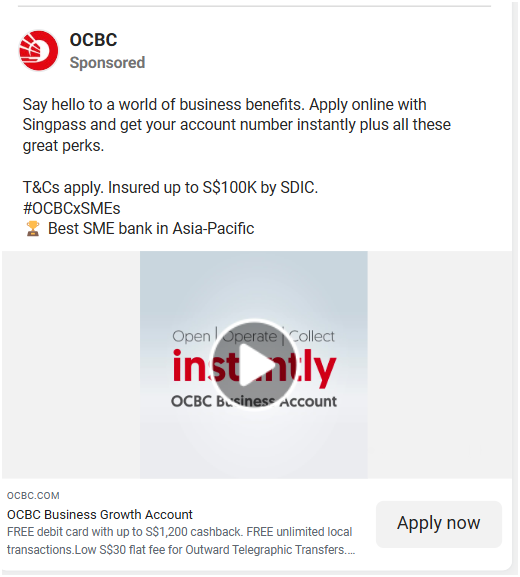 OCBC
Sponsored
Say hello to a world of business benefits. Apply online with
Singpass and get your account number instantly plus all these
great perks.
T&Cs apply. Insured up to S$100K by SDIC.
#OCBCxSMEs
🏆 Best SME bank in Asia-Pacific
Open | Operate | Collect
instantly
OCBC Business Account
OCBC.COM
OCBC Business Growth Account
FREE debit card with up to S$1,200 cashback. FREE unlimited local
transactions.Low S$30 flat fee for Outward Telegraphic Transfers....
Apply now